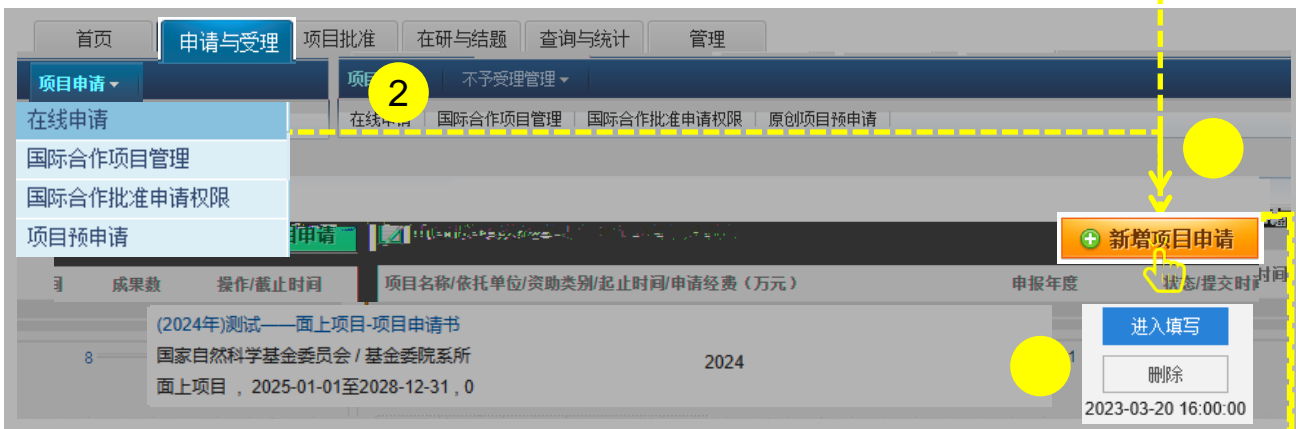 首页 申请与受理 项目批准 在研与结题 查询与统计 管理
项目申请 2 不予受理管理
在线申请 国际合作项目管理 国际合作批准申请权限 原创项目预申请
在线申请
国际合作项目管理
国际合作批准申请权限
项目预申请
申请
新增项目申请
成果数 操作/截止时间 项目名称/依托单位/资助类别/起止时间/申请经费（万元） 申报年度 状态/提交时间
(2024年)测试——面上项目-项目申请书
8 国家自然科学基金委员会 / 基金委院系所 2024 1
面上项目 , 2025-01-01至2028-12-31 , 0
进入填写
删除
2023-03-20 16:00:00